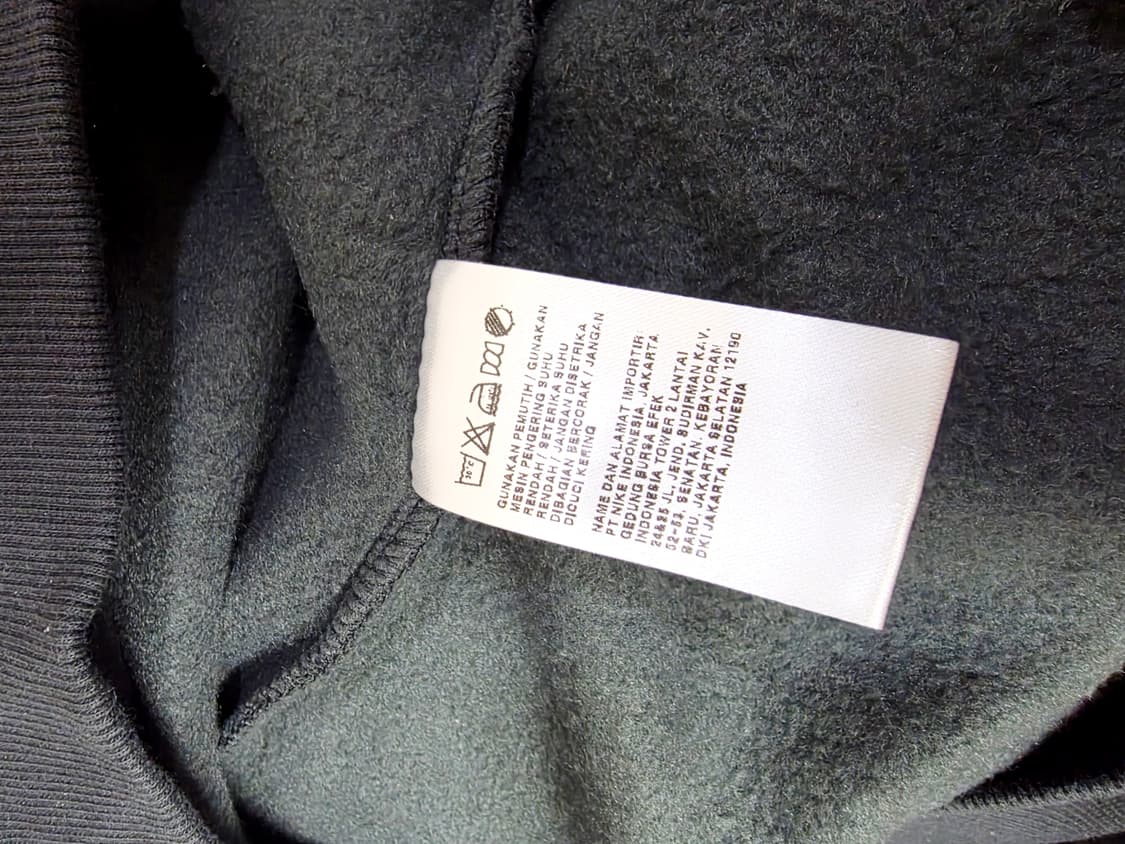 30°C
GUNAKAN PEMUTIH / GUNAKAN
MESIN PENGERING SUHU
RENDAH / SETERIKA SUHU
RENDAH / JANGAN DISETRIKA
DIBAGIAN BERCORAK / JANGAN
DICUCI KERING
NAME DAN ALAMAT IMPORTIR:
PT NIKE INDONESIA, JAKARTA
GEDUNG BURSA EFEK
INDONESIA TOWER 2 LANTAI
24&25 JL. JEND. SUDIRMAN KAV.
52-53, SENATAN, KEBAYORAN
BARU, JAKARTA SELATAN 12190
DKI JAKARTA, INDONESIA